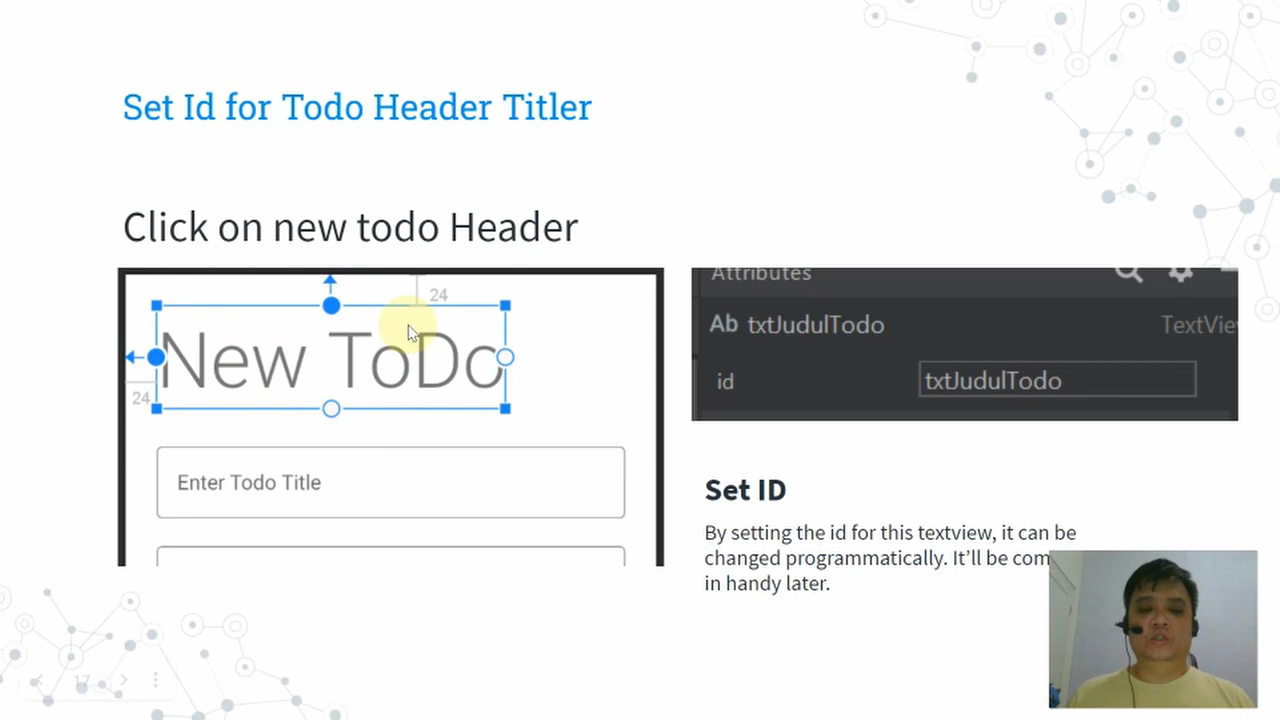 Set Id for Todo Header Titler
Click on new todo Header
24
New ToDo
24
Enter Todo Title
Attributes
Ab txtJudulTodo
id txtJudulTodo
Set ID
By setting the id for this textview, it can be
changed programmatically. It'll be
in handy later.
17